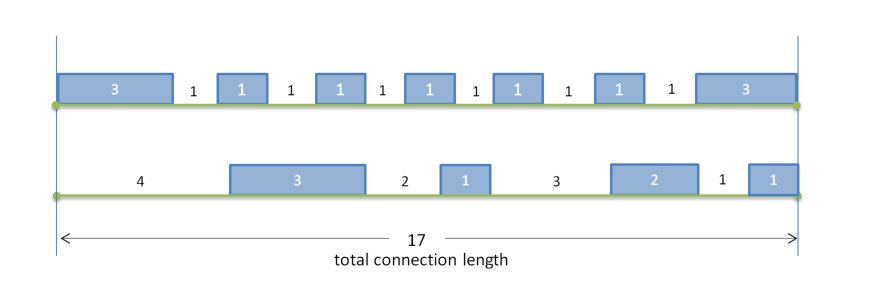 3 1 1 1 1 1 1 1 1 1 1 1 3
4 3 2 1 3 2 1 1
17
total connection length